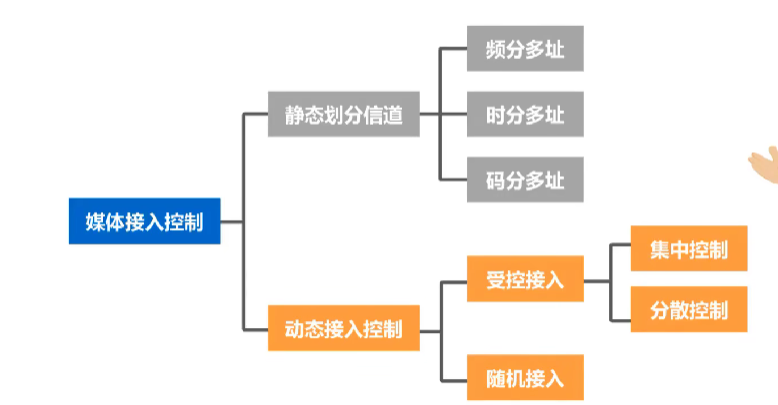 频分多址
静态划分信道
时分多址
码分多址
媒体接入控制
集中控制
受控接入
分散控制
动态接入控制
随机接入